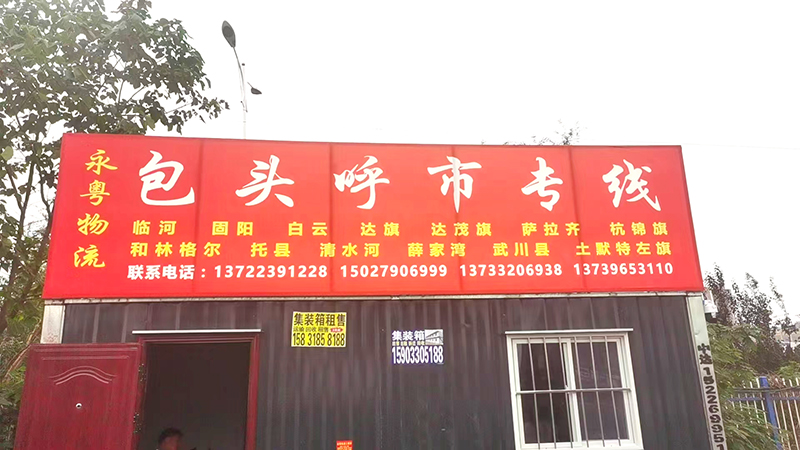 永粤物流
包头呼市专线
临河 固阳 白云 达旗 达茂旗 萨拉齐 杭锦旗
和林格尔 托县 清水河 薛家湾 武川县 土默特左旗
联系电话：13722391228 15027906999 13733206938 13739653110
集装箱租售
15831858188
集装箱
15903305188